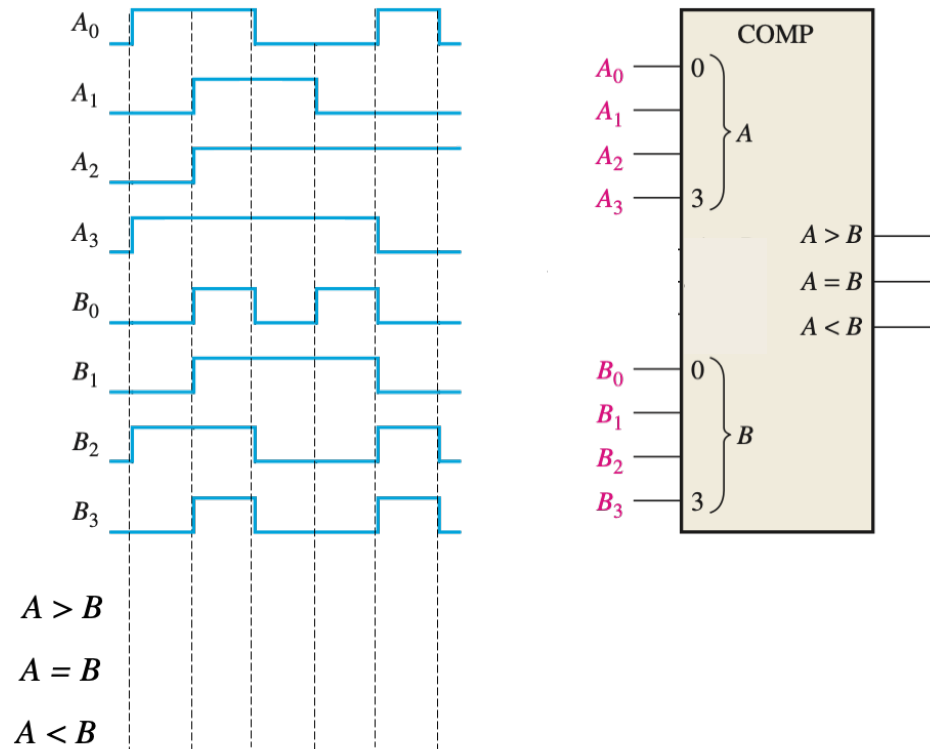 A₀
A₁
A₂
A₃
B₀
B₁
B₂
B₃
A > B
A = B
A < B
COMP
A₀ 0
A₁
A
A₂
A₃ 3
A > B
A = B
A < B
B₀ 0
B₁
B
B₂
B₃ 3